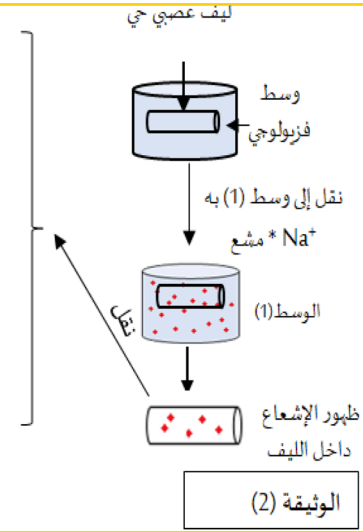 ليف عصبي حي
وسط
فزيولوجي
نقل إلى وسط (1) به
Na⁺ * مشع
الوسط(1)
نقل
ظهور الإشعاع
داخل الليف
الوثيقة (2)